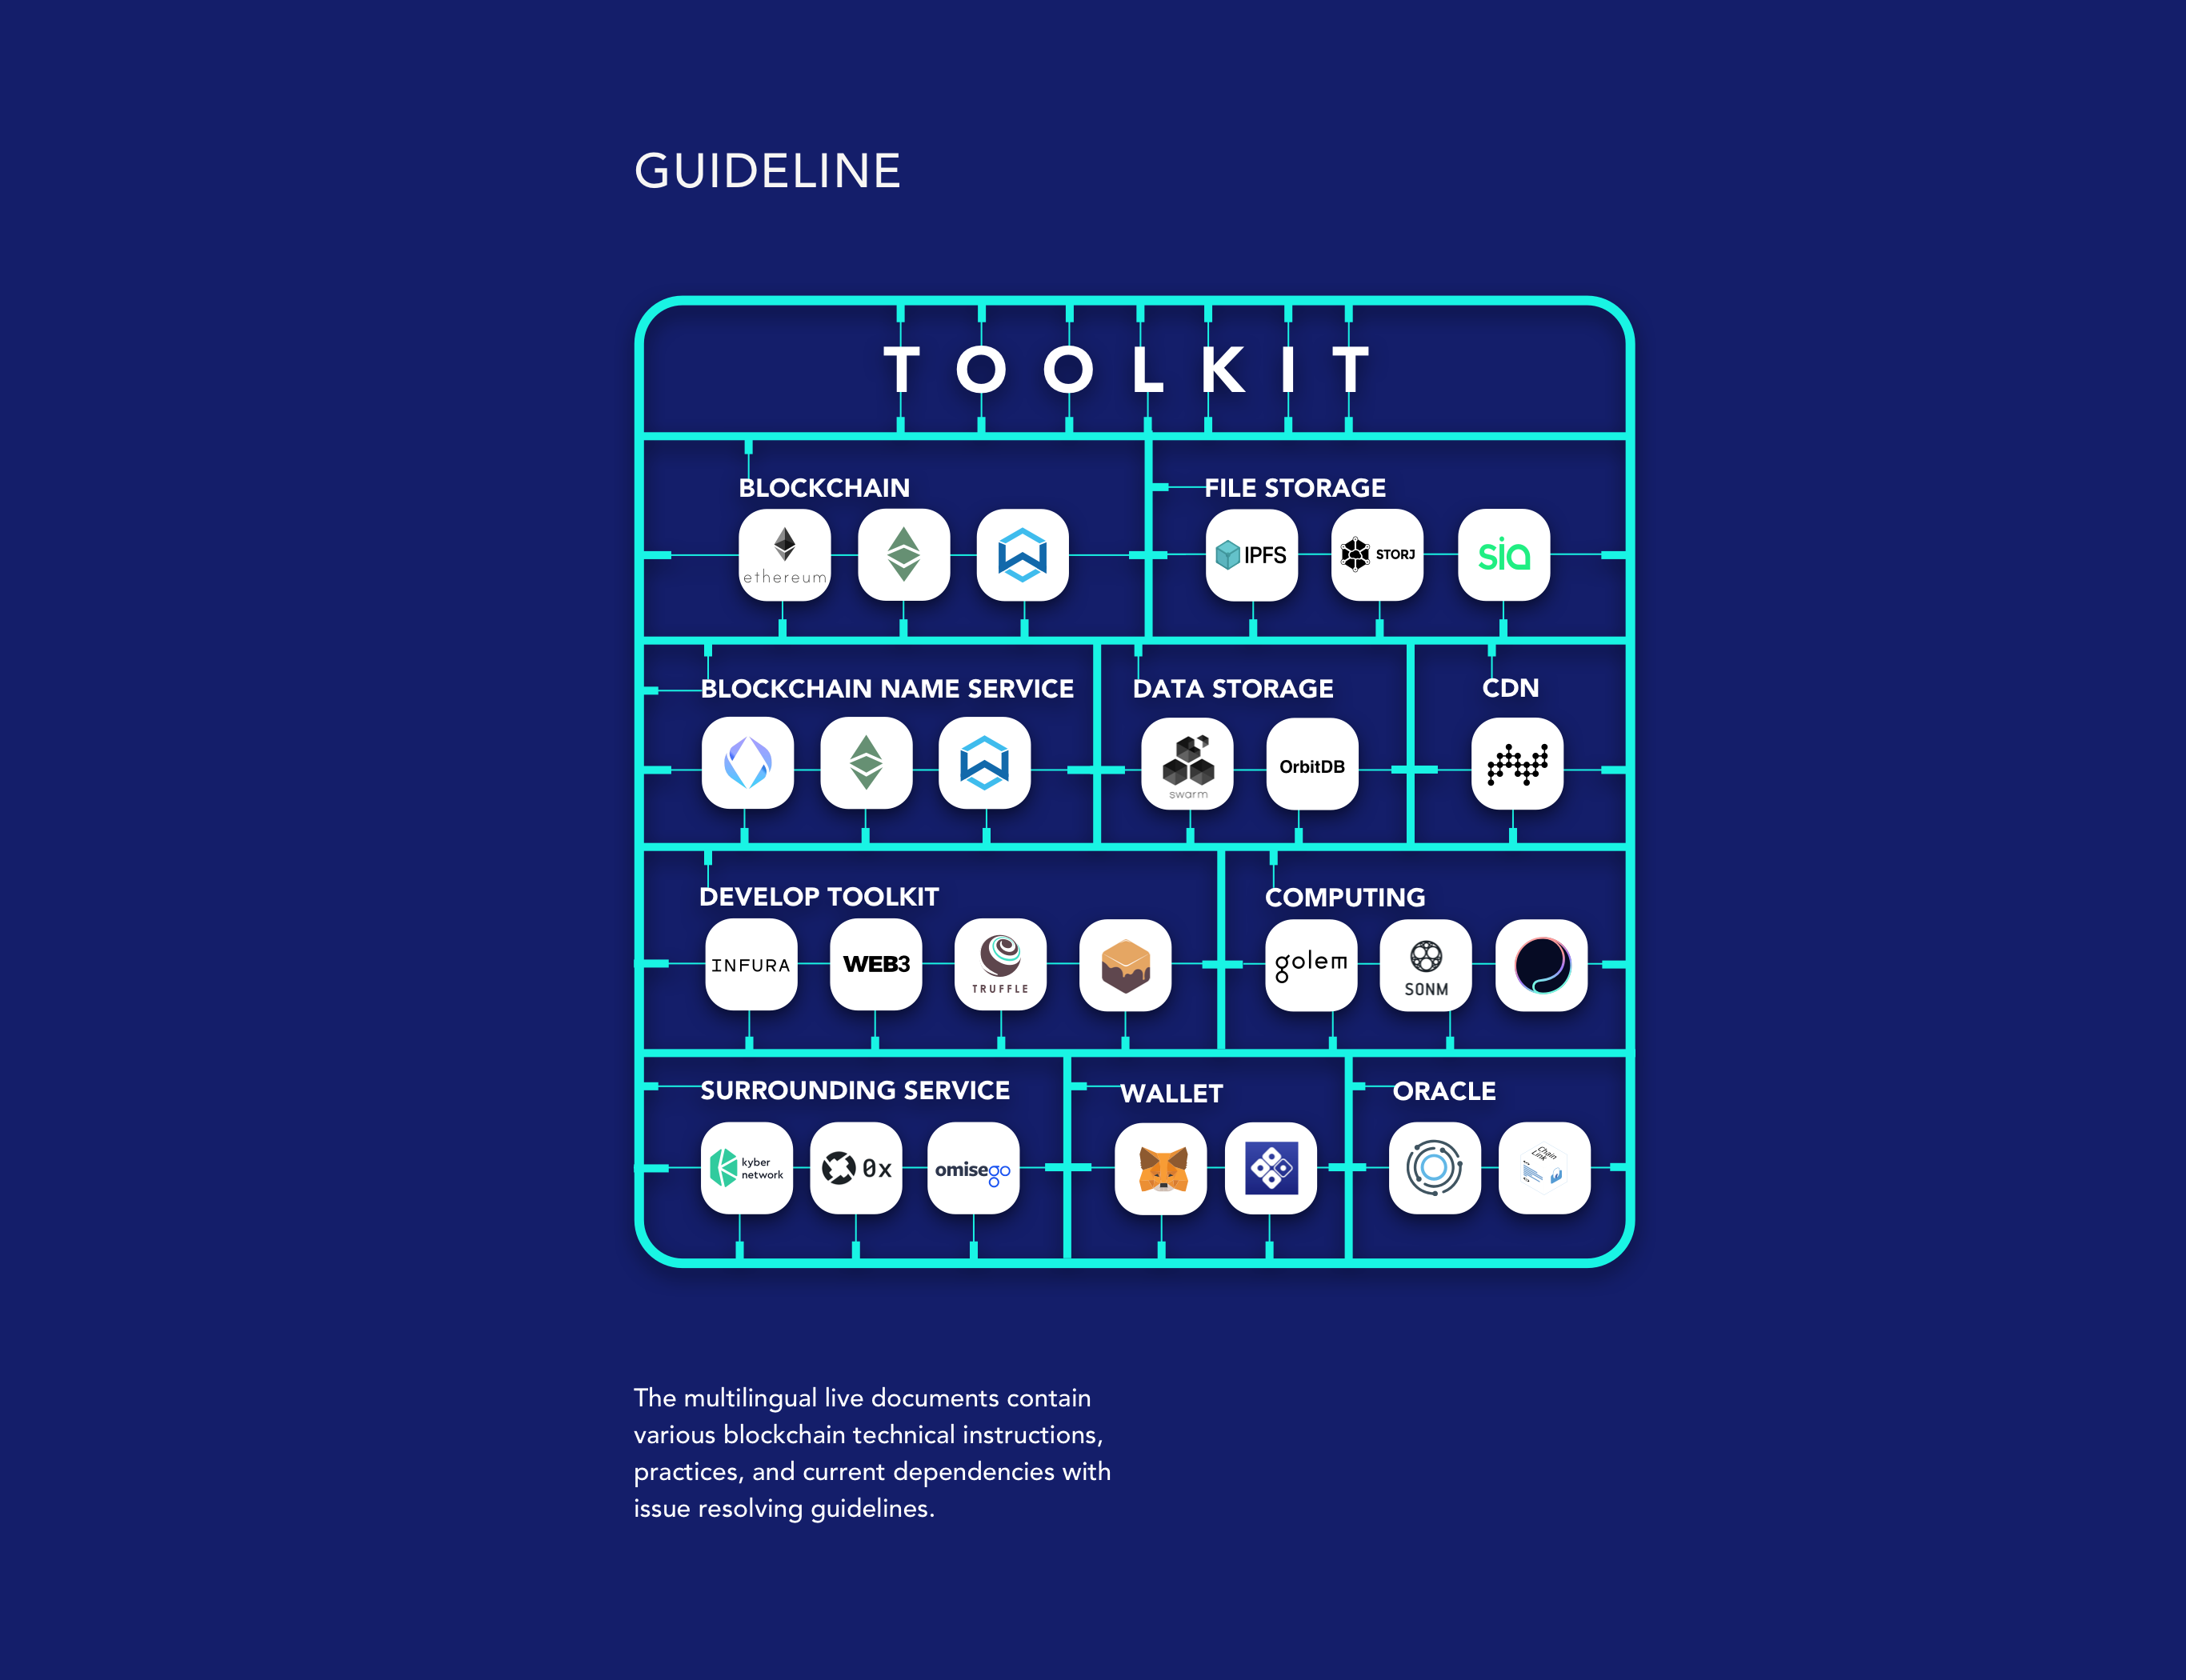 GUIDELINE
TOOLKIT
BLOCKCHAIN
FILE STORAGE
ethereum
IPFS
STORJ
sia
BLOCKCHAIN NAME SERVICE
DATA STORAGE
CDN
swarm
OrbitDB
DEVELOP TOOLKIT
COMPUTING
INFURA
WEB3
TRUFFLE
golem
SONM
SURROUNDING SERVICE
WALLET
ORACLE
kyber
network
0x
omisego
Chain
Link
The multilingual live documents contain
various blockchain technical instructions,
practices, and current dependencies with
issue resolving guidelines.